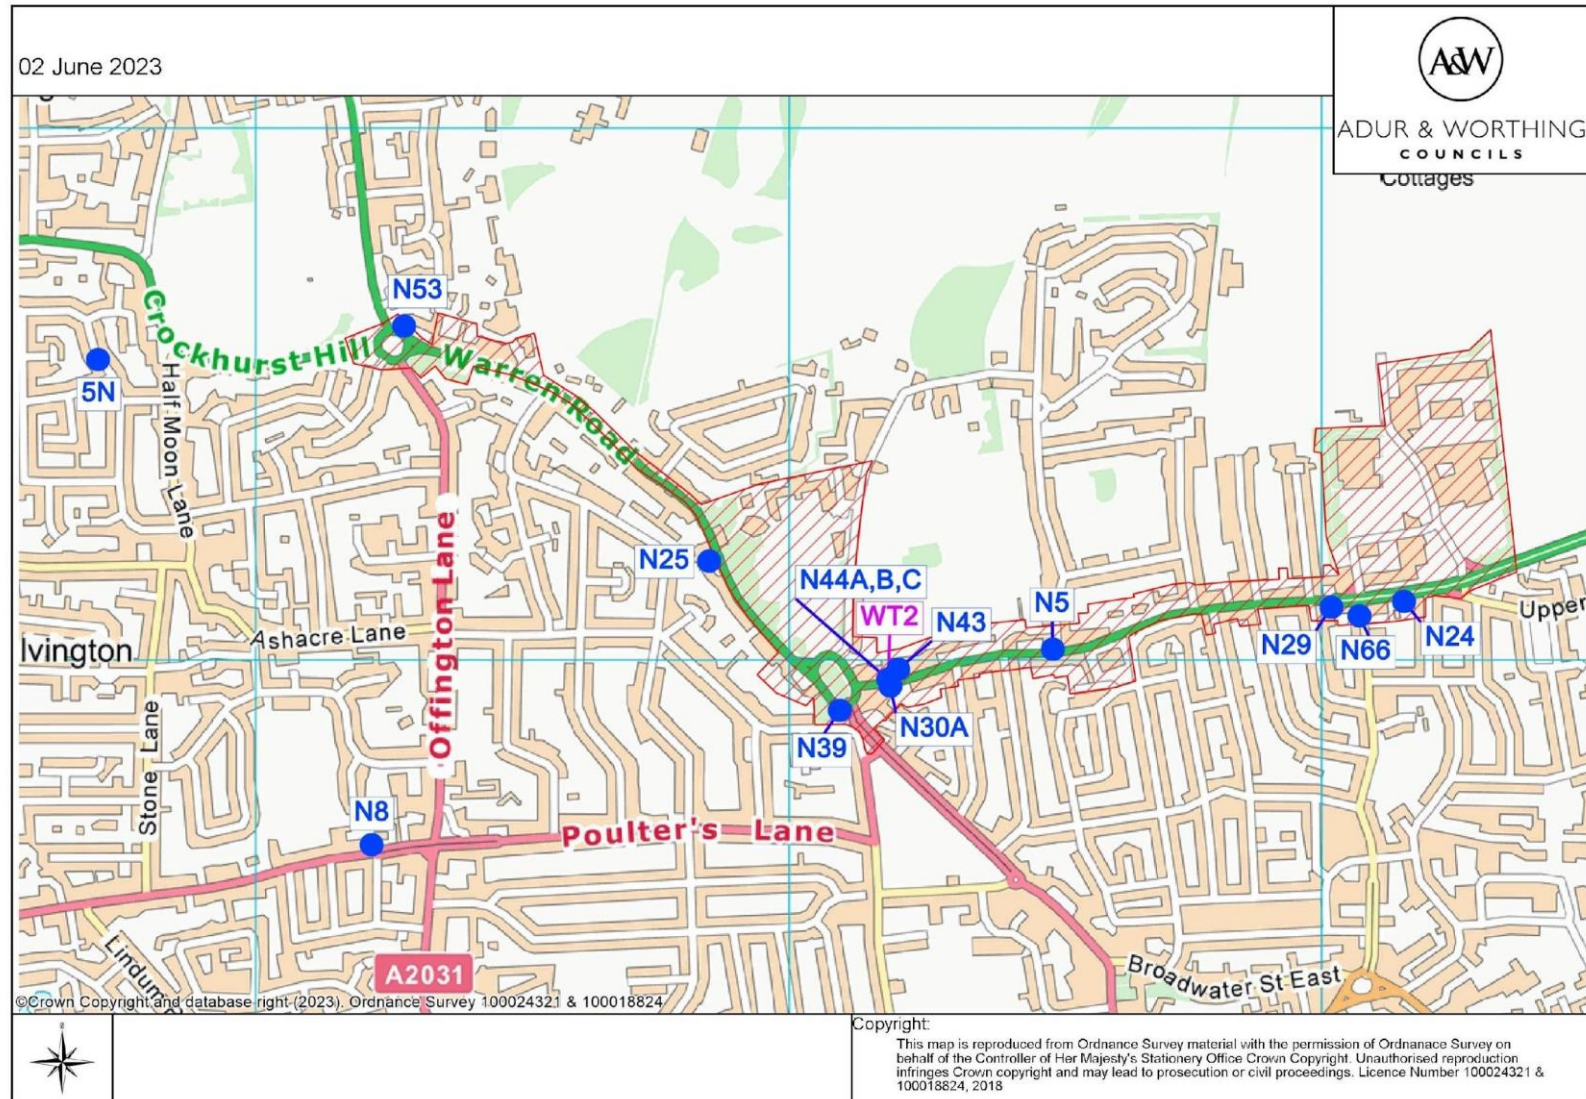 02 June 2023
A&W
ADUR & WORTHING
COUNCILS
Cottages
N53
Crockhurst Hill
Warren Road
5N
Half Moon Lane
Offington Lane
N25
N44A,B,C
WT2
N43
N5
N29
N66
N24
Upper
Ashacre Lane
lvington
Stone Lane
N39
N30A
N8
Poulter's Lane
A2031
Lindum
Broadwater St East
©Crown Copyright and database right (2023). Ordnance Survey 100024321 & 100018824
Copyright:
This map is reproduced from Ordnance Survey material with the permission of Ordnanace Survey on
behalf of the Controller of Her Majesty's Stationery Office Crown Copyright. Unauthorised reproduction
infringes Crown copyright and may lead to prosecution or civil proceedings. Licence Number 100024321 &
100018824, 2018